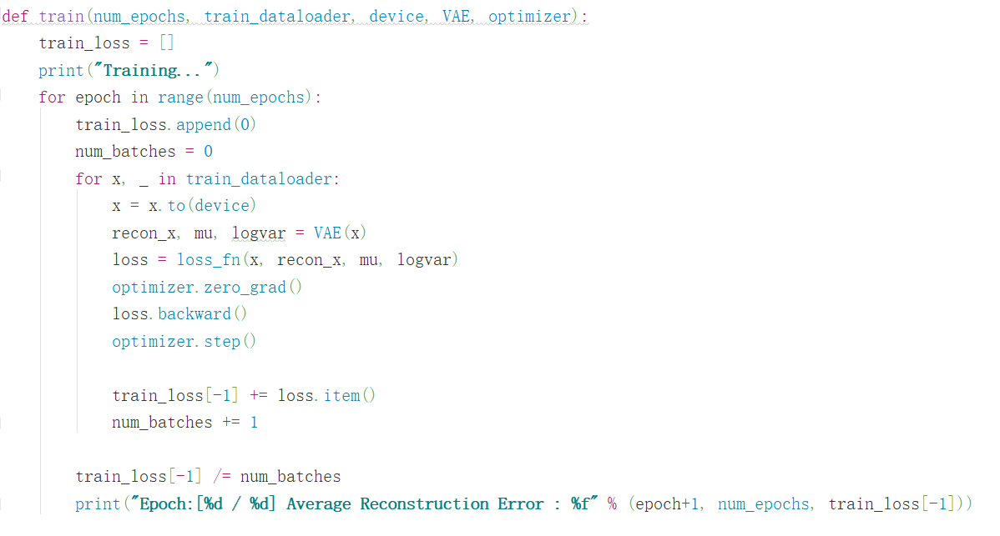 def train(num_epochs, train_dataloader, device, VAE, optimizer):
    train_loss = []
    print("Training...")
    for epoch in range(num_epochs):
        train_loss.append(0)
        num_batches = 0
        for x, _ in train_dataloader:
            x = x.to(device)
            recon_x, mu, logvar = VAE(x)
            loss = loss_fn(x, recon_x, mu, logvar)
            optimizer.zero_grad()
            loss.backward()
            optimizer.step()

            train_loss[-1] += loss.item()
            num_batches += 1

        train_loss[-1] /= num_batches
        print("Epoch:[%d / %d] Average Reconstruction Error : %f" % (epoch+1, num_epochs, train_loss[-1]))